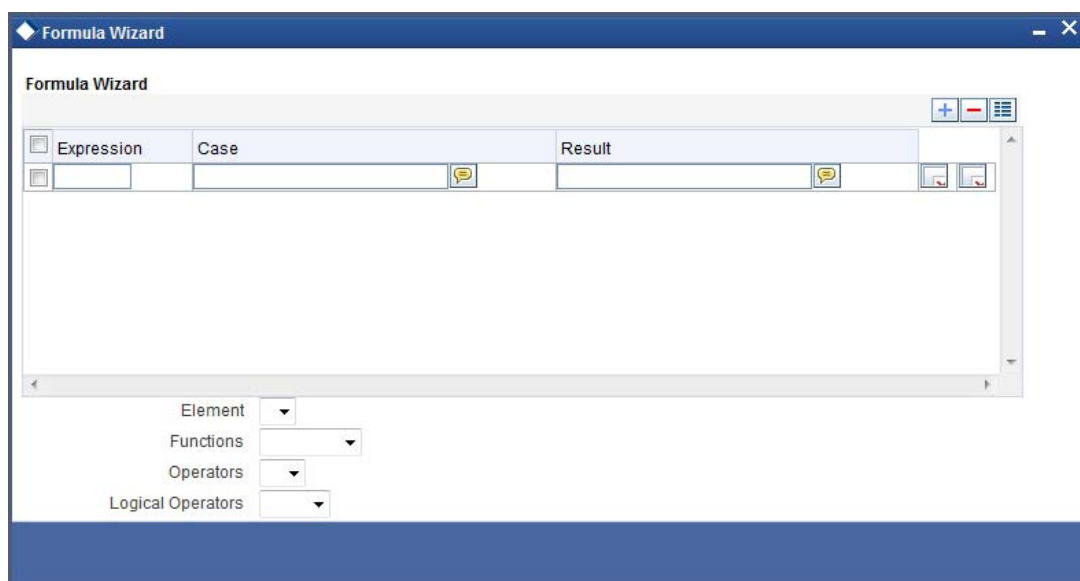 Formula Wizard
Formula Wizard
Expression Case Result
Element
Functions
Operators
Logical Operators